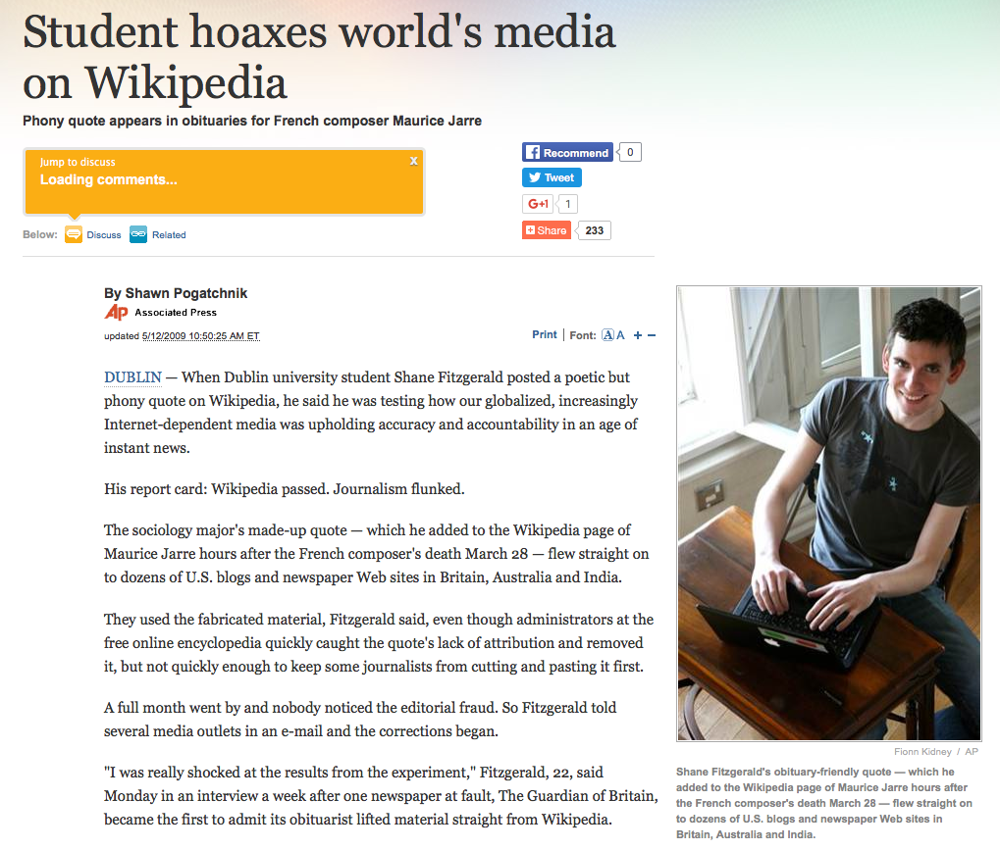 Student hoaxes world's media
on Wikipedia
Phony quote appears in obituaries for French composer Maurice Jarre
Jump to discuss
x
Loading comments...
Below:
Discuss
Related
Recommend
0
Tweet
G+1
1
Share
233
By Shawn Pogatchnik
AP Associated Press
updated 5/12/2009 10:50:25 AM ET
Print | Font: A A + −
DUBLIN — When Dublin university student Shane Fitzgerald posted a poetic but
phony quote on Wikipedia, he said he was testing how our globalized, increasingly
Internet-dependent media was upholding accuracy and accountability in an age of
instant news.
His report card: Wikipedia passed. Journalism flunked.
The sociology major's made-up quote — which he added to the Wikipedia page of
Maurice Jarre hours after the French composer's death March 28 — flew straight on
to dozens of U.S. blogs and newspaper Web sites in Britain, Australia and India.
They used the fabricated material, Fitzgerald said, even though administrators at the
free online encyclopedia quickly caught the quote's lack of attribution and removed
it, but not quickly enough to keep some journalists from cutting and pasting it first.
A full month went by and nobody noticed the editorial fraud. So Fitzgerald told
several media outlets in an e-mail and the corrections began.
"I was really shocked at the results from the experiment," Fitzgerald, 22, said
Monday in an interview a week after one newspaper at fault, The Guardian of Britain,
became the first to admit its obituarist lifted material straight from Wikipedia.
Fionn Kidney / AP
Shane Fitzgerald's obituary-friendly quote — which he
added to the Wikipedia page of Maurice Jarre hours after
the French composer's death March 28 — flew straight on
to dozens of U.S. blogs and newspaper Web sites in
Britain, Australia and India.